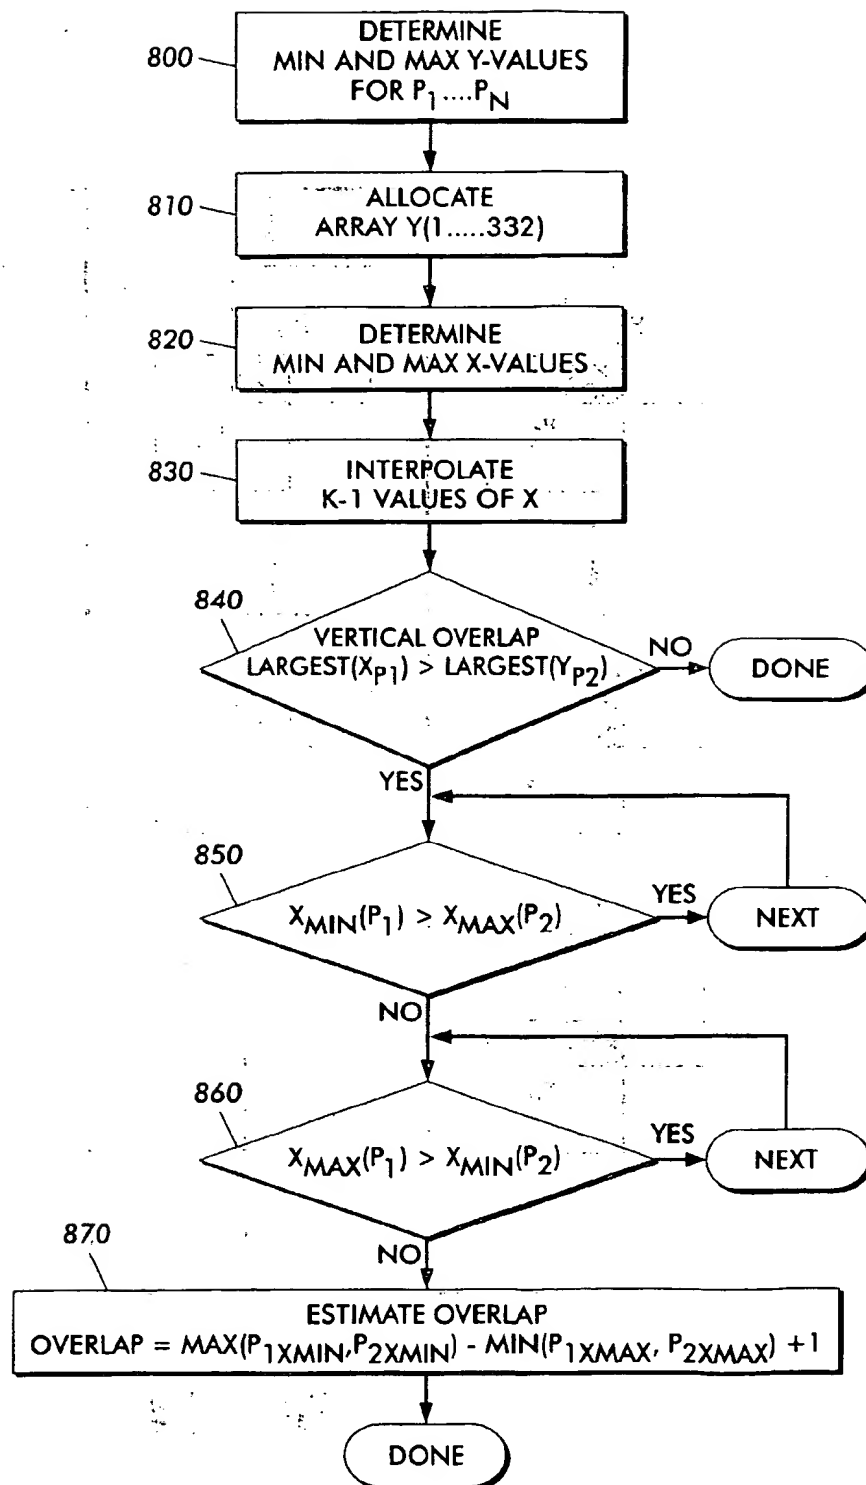 800
DETERMINE
MIN AND MAX Y-VALUES
FOR P1....PN
810
ALLOCATE
ARRAY Y(1.....332)
820
DETERMINE
MIN AND MAX X-VALUES
830
INTERPOLATE
K-1 VALUES OF X
840
VERTICAL OVERLAP
LARGEST(XP1) > LARGEST(YP2)
NO
DONE
YES
850
XMIN(P1) > XMAX(P2)
YES
NEXT
NO
860
XMAX(P1) > XMIN(P2)
YES
NEXT
NO
870
ESTIMATE OVERLAP
OVERLAP = MAX(P1XMIN,P2XMIN) - MIN(P1XMAX, P2XMAX) +1
DONE